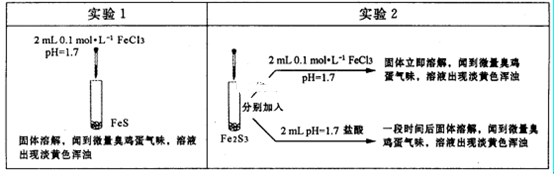 实验1
2 mL 0.1 mol•L⁻¹ FeCl3
pH=1.7
FeS
固体溶解，闻到微量臭鸡蛋气味，溶液
出现淡黄色浑浊
实验2
2 mL 0.1 mol•L⁻¹ FeCl3
pH=1.7
固体立即溶解，闻到微量臭鸡
蛋气味，溶液出现淡黄色浑浊
分别加入
Fe2S3
2 mL pH=1.7 盐酸
一段时间后固体溶解，闻到微量臭
鸡蛋气味，溶液出现淡黄色浑浊